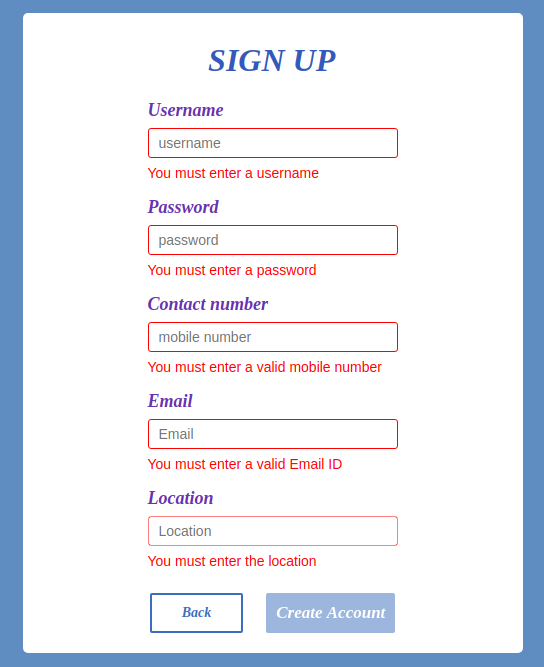 SIGN UP
Username
username
You must enter a username
Password
password
You must enter a password
Contact number
mobile number
You must enter a valid mobile number
Email
Email
You must enter a valid Email ID
Location
Location
You must enter the location
Back Create Account